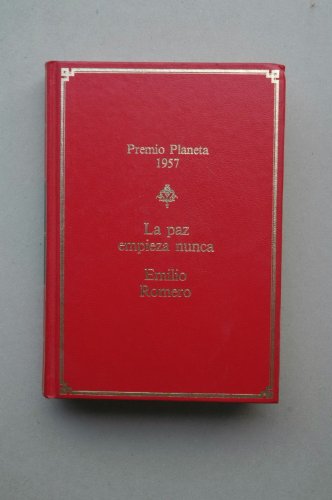 Premio Planeta
1957
La paz
empieza nunca
Emilio
Romero